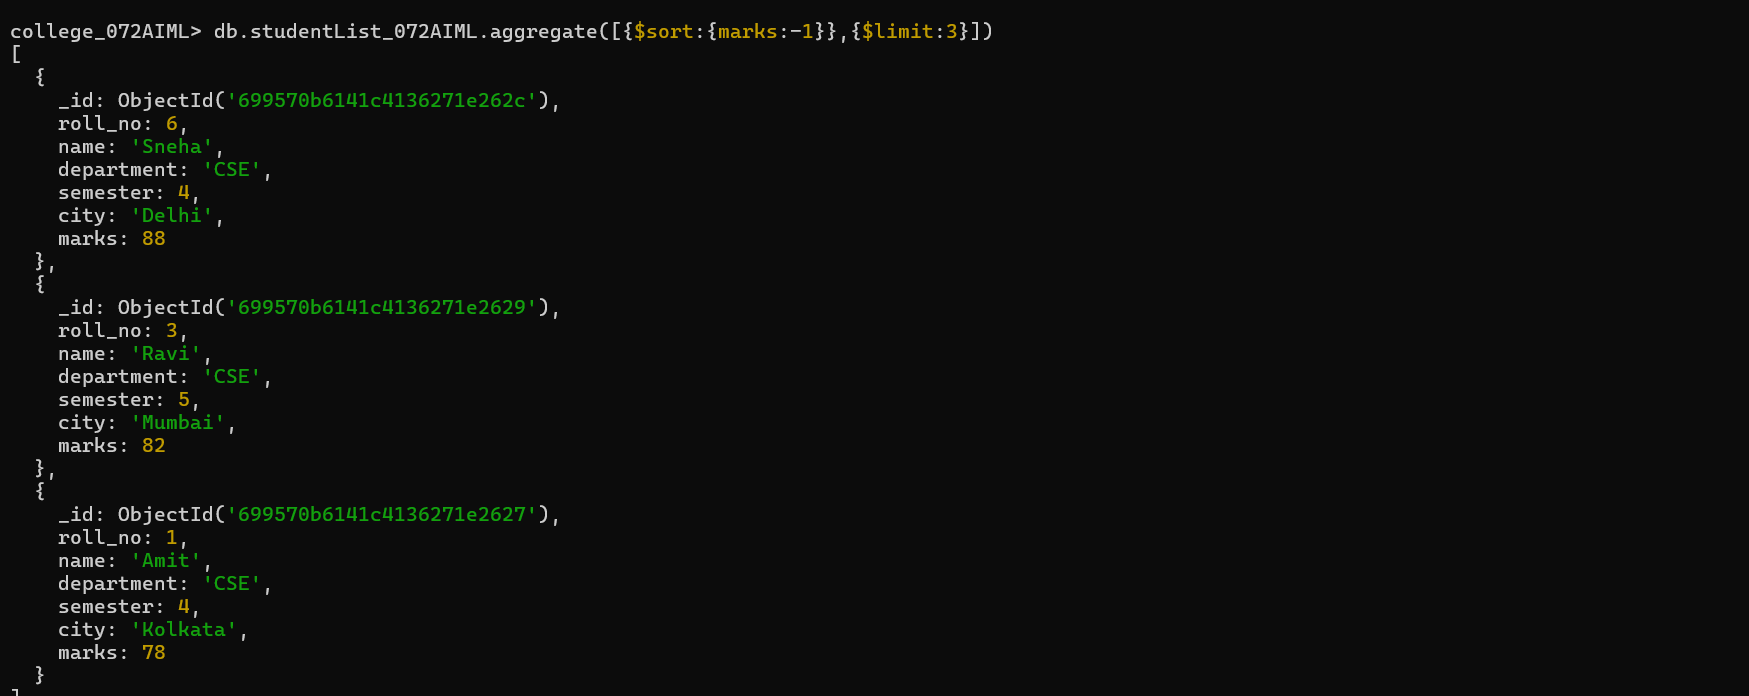 college_072AIML> db.studentList_072AIML.aggregate([{$sort:{marks:-1}},{$limit:3}])
[
  {
    _id: ObjectId('699570b6141c4136271e262c'),
    roll_no: 6,
    name: 'Sneha',
    department: 'CSE',
    semester: 4,
    city: 'Delhi',
    marks: 88
  },
  {
    _id: ObjectId('699570b6141c4136271e2629'),
    roll_no: 3,
    name: 'Ravi',
    department: 'CSE',
    semester: 5,
    city: 'Mumbai',
    marks: 82
  },
  {
    _id: ObjectId('699570b6141c4136271e2627'),
    roll_no: 1,
    name: 'Amit',
    department: 'CSE',
    semester: 4,
    city: 'Kolkata',
    marks: 78
  }
]